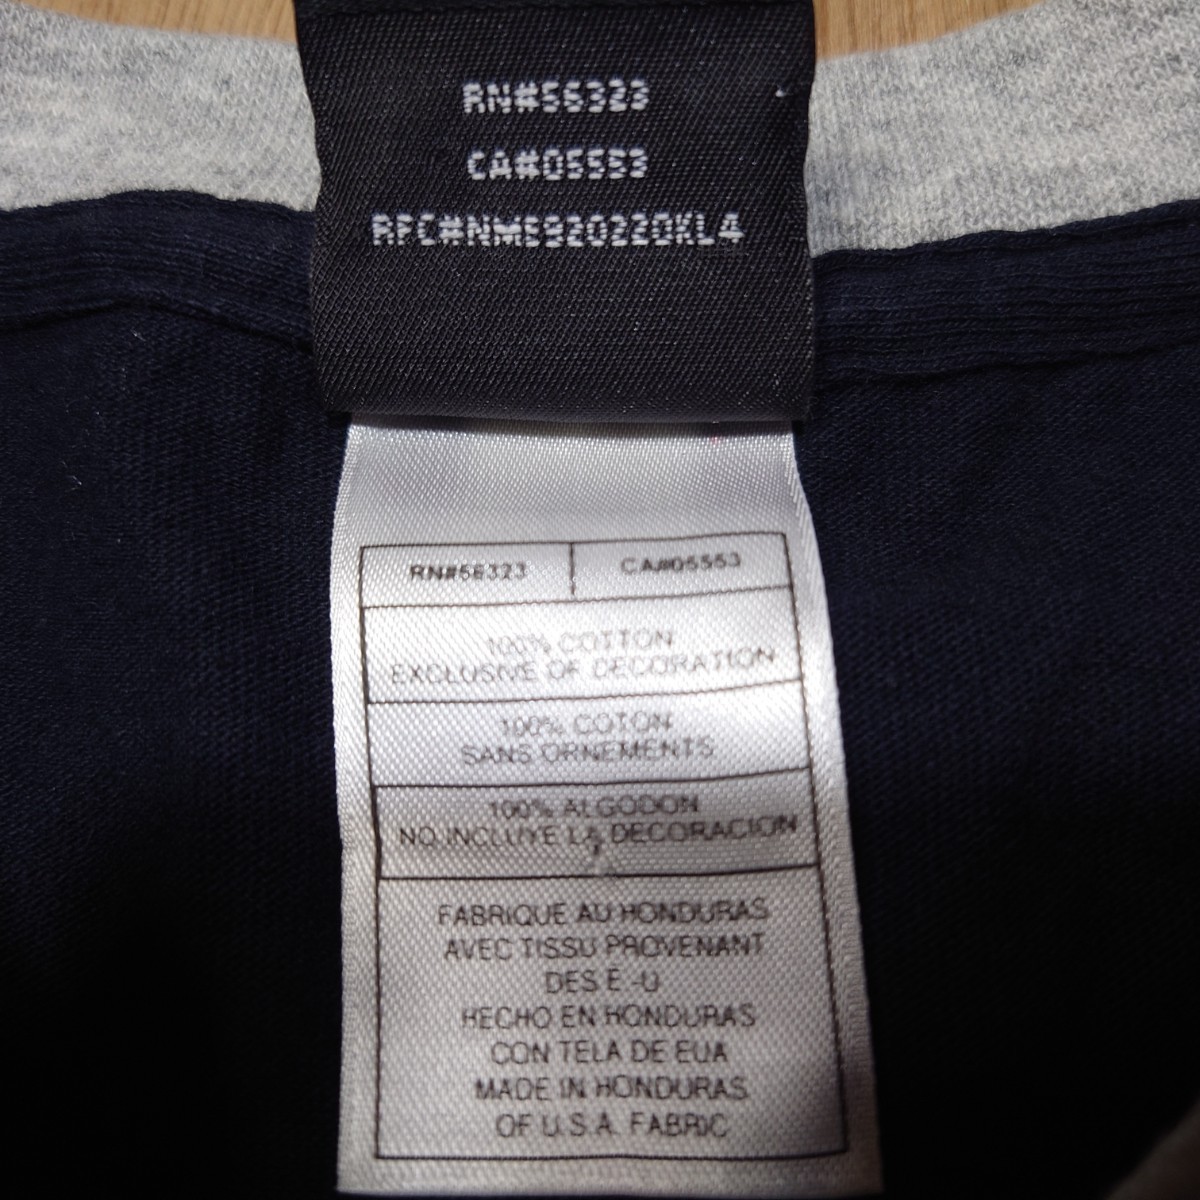 RN#56323
CA#05553
RFC#NME9202220KL4
RN#56323
CA#05553
100% COTTON
EXCLUSIVE OF DECORATION
100% COTON
SANS ORNEMENTS
100% ALGODON
NO INCLUYE LA DECORACION
FABRIQUE AU HONDURAS
AVEC TISSU PROVENANT
DES É -U
HECHO EN HONDURAS
CON TELA DE EUA
MADE IN HONDURAS
OF U.S.A. FABRIC